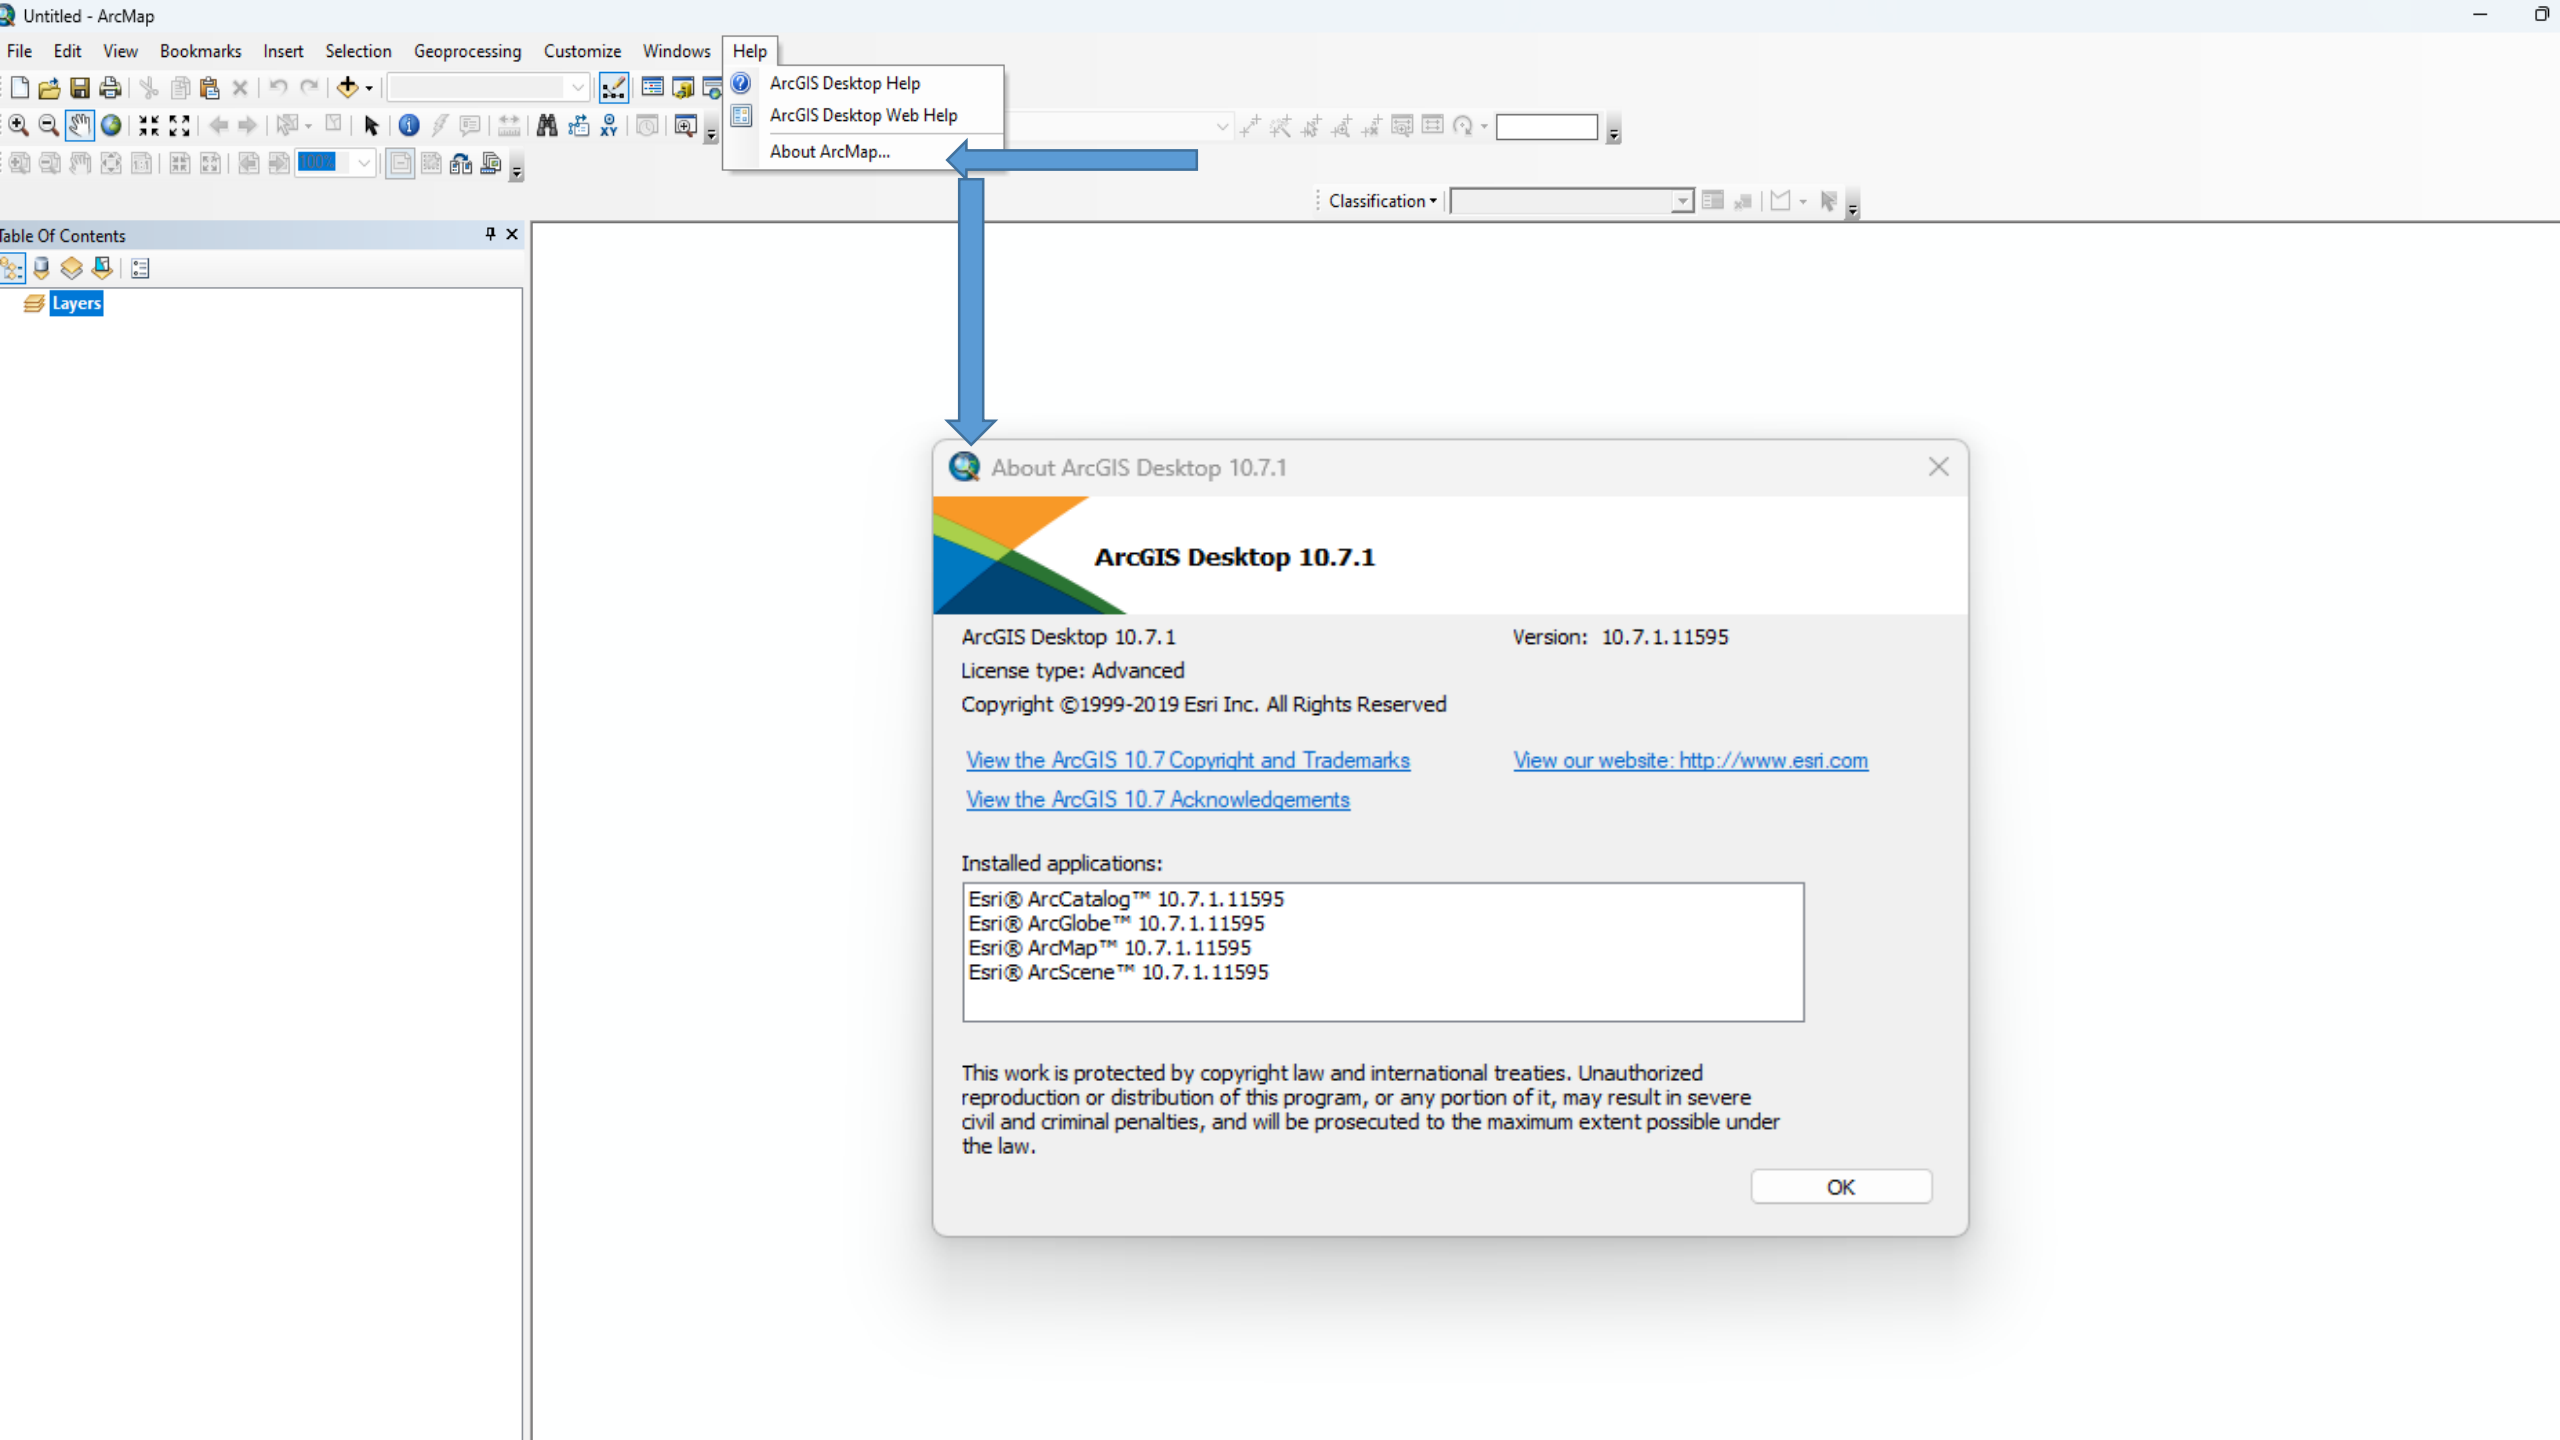 Untitled - ArcMap
File Edit View Bookmarks Insert Selection Geoprocessing Customize Windows Help
ArcGIS Desktop Help
ArcGIS Desktop Web Help
About ArcMap...
100%
Classification
Table Of Contents
Layers
About ArcGIS Desktop 10.7.1
ArcGIS Desktop 10.7.1
ArcGIS Desktop 10.7.1 Version: 10.7.1.11595
License type: Advanced
Copyright ©1999-2019 Esri Inc. All Rights Reserved
View the ArcGIS 10.7 Copyright and Trademarks View our website: http://www.esri.com
View the ArcGIS 10.7 Acknowledgements
Installed applications:
Esri® ArcCatalog™ 10.7.1.11595
Esri® ArcGlobe™ 10.7.1.11595
Esri® ArcMap™ 10.7.1.11595
Esri® ArcScene™ 10.7.1.11595
This work is protected by copyright law and international treaties. Unauthorized
reproduction or distribution of this program, or any portion of it, may result in severe
civil and criminal penalties, and will be prosecuted to the maximum extent possible under
the law.
OK